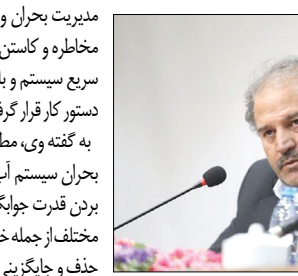 مدیریت بحران و
مخاطره و کاستن
سریع سیستم و با
دستور کار قرار گرف
به گفته وی، مط
بحران سیستم آب
بردن قدرت جوابگ
مختلف از جمله خ
حذف و جایگزینی